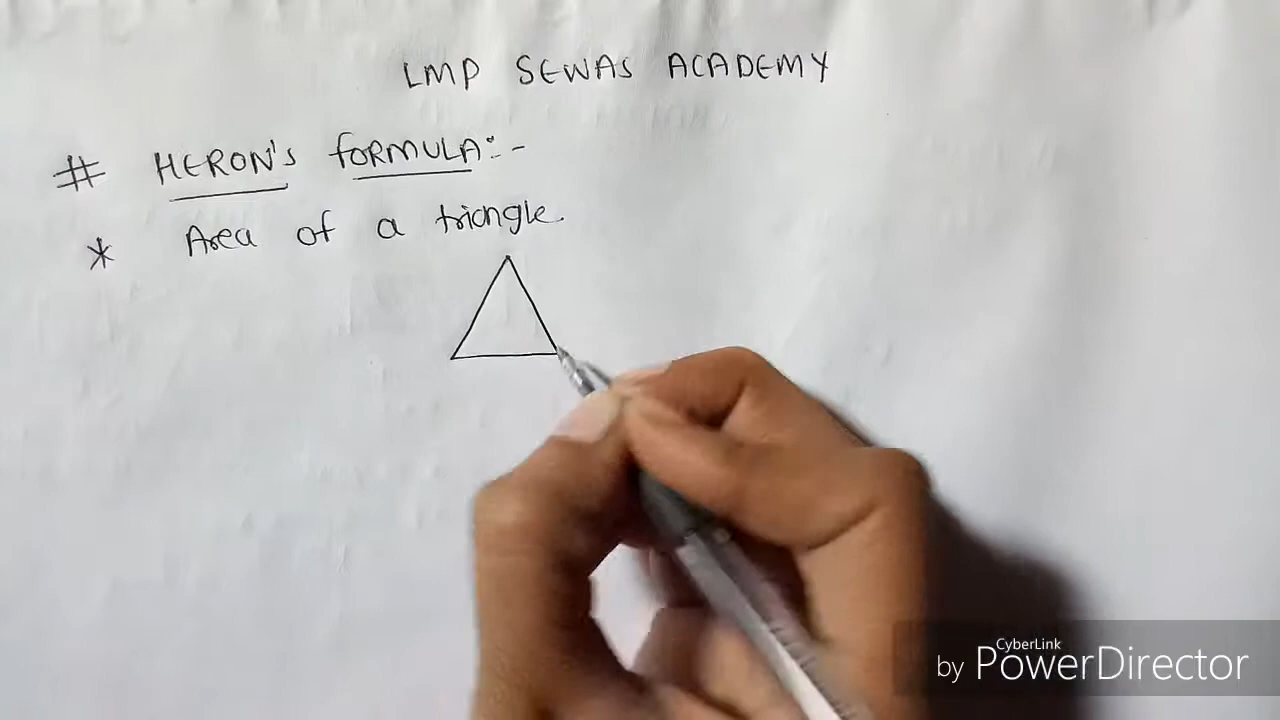 LMP SEWAS ACADEMY
# HERON'S FORMULA:-
* Area of a triangle.
CyberLink
by PowerDirector